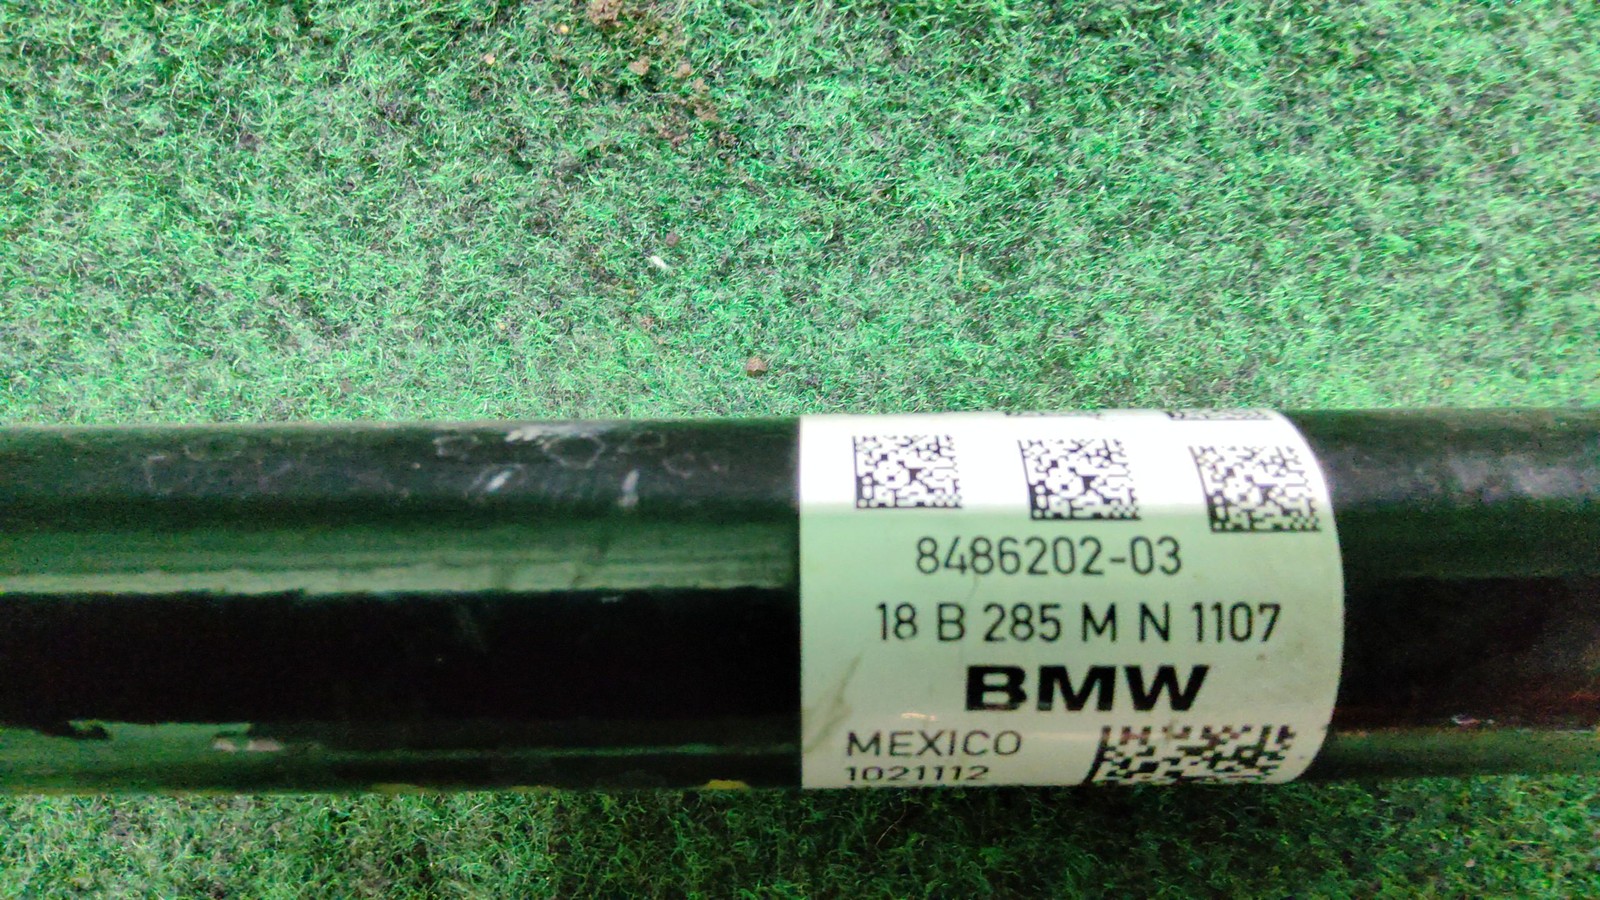 8486202-03
18 B 285 M N 1107
BMW
MEXICO
1021112